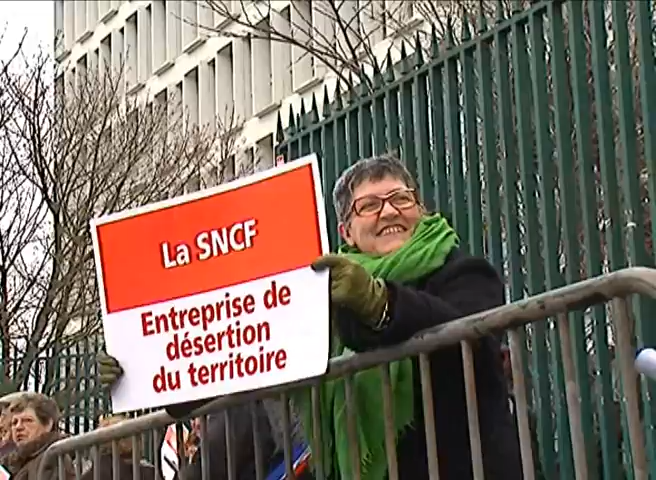 La SNCF
Entreprise de
désertion
du territoire